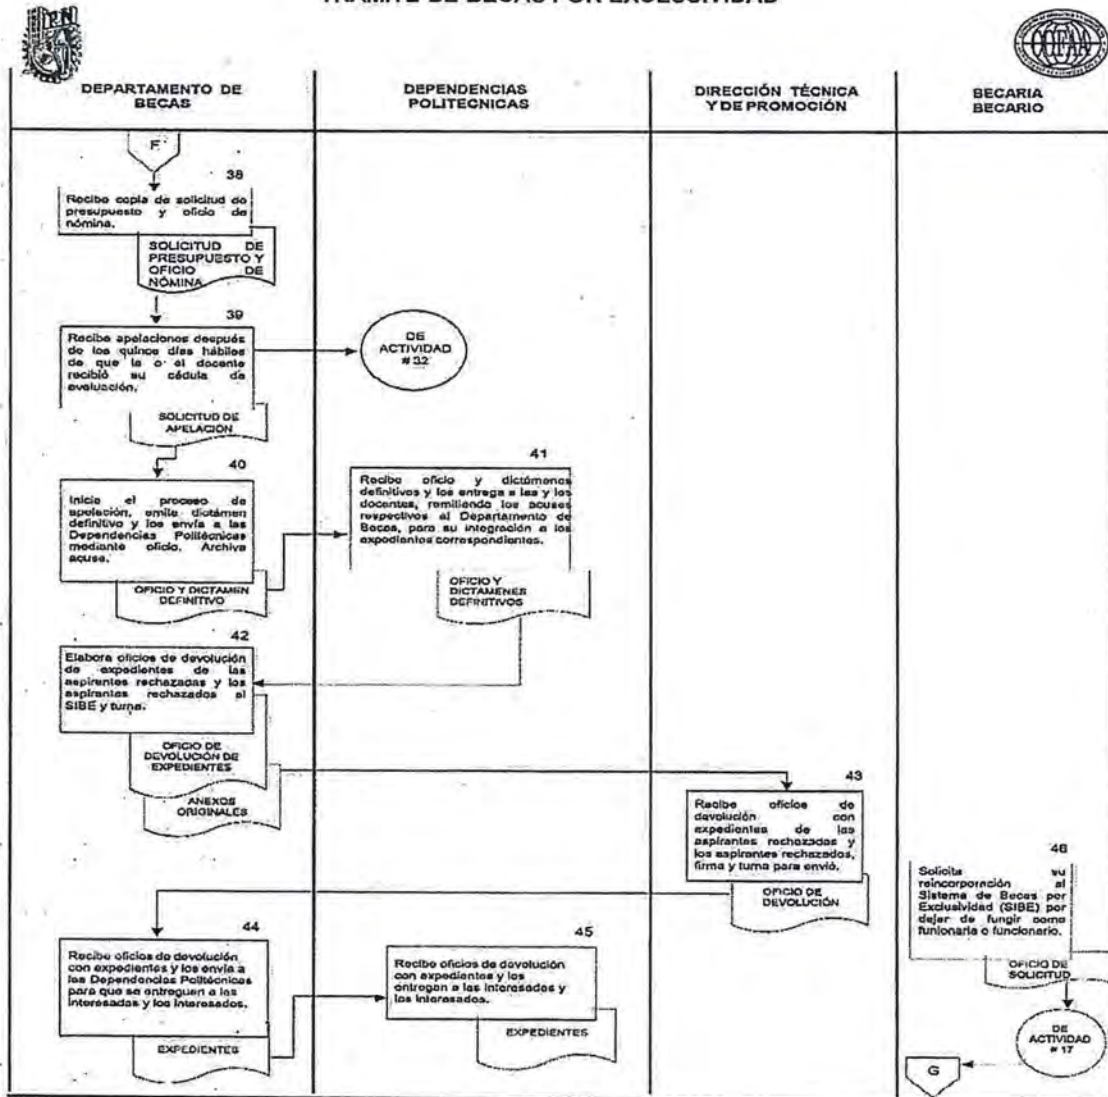 TRÁMITE DE BECAS POR EXCLUSIVIDAD
DEPARTAMENTO DE
BECAS
DEPENDENCIAS
POLITECNICAS
DIRECCIÓN TÉCNICA
Y DE PROMOCIÓN
BECARIA
BECARIO
F
38
Recibe copia de solicitud de
presupuesto y oficio de
nómina.
SOLICITUD DE
PRESUPUESTO Y
OFICIO DE
NÓMINA
39
Recibe apelaciones después
de los quince días hábiles
de que la o el docente
recibió su cédula de
evaluación.
SOLICITUD DE
APELACIÓN
DE
ACTIVIDAD
# 32
40
Inicia el proceso de
apelación, emite dictámen
definitivo y los envía a las
Dependencias Politécnicas
mediante oficio. Archiva
acuse.
OFICIO Y DICTAMEN
DEFINITIVO
41
Recibe oficio y dictámenes
definitivos y los entrega a las y los
docentes, remitiendo los acuses
respectivos al Departamento de
Becas, para su integración a los
expedientes correspondientes.
OFICIO Y
DICTAMENES
DEFINITIVOS
42
Elabora oficios de devolución
de expedientes de las
aspirantes rechazadas y los
aspirantes rechazados al
SIBE y turna.
OFICIO DE
DEVOLUCIÓN DE
EXPEDIENTES
ANEXOS
ORIGINALES
43
Recibe oficios de
devolución con
expedientes de las
aspirantes rechazadas y
los aspirantes rechazados,
firma y turna para envió.
OFICIO DE
DEVOLUCIÓN
44
Recibe oficios de devolución
con expedientes y los envía a
las Dependencias Politécnicas
para que se entreguen a las
interesadas y los interesados.
EXPEDIENTES
45
Recibe oficios de devolución
con expedientes y los
entregan a las interesadas y
los interesados.
EXPEDIENTES
46
Solicita su
reincorporación al
Sistema de Becas por
Exclusividad (SIBE) por
dejar de fungir como
funionaria o funcionario.
OFICIO DE
SOLICITUD
DE
ACTIVIDAD
# 17
G